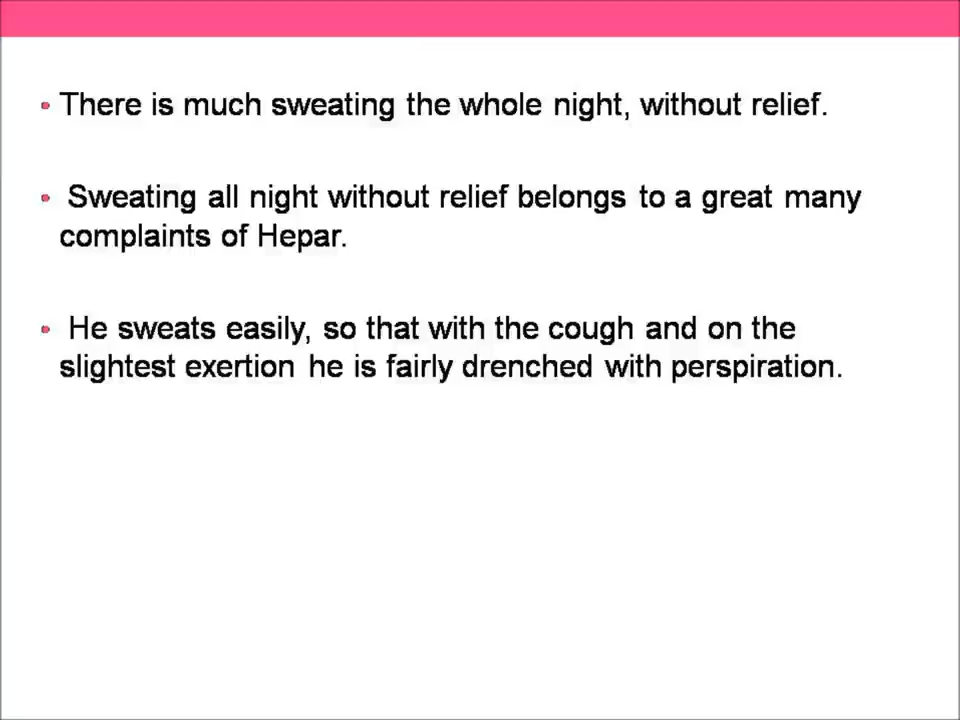 • There is much sweating the whole night, without relief.
• Sweating all night without relief belongs to a great many
complaints of Hepar.
• He sweats easily, so that with the cough and on the
slightest exertion he is fairly drenched with perspiration.